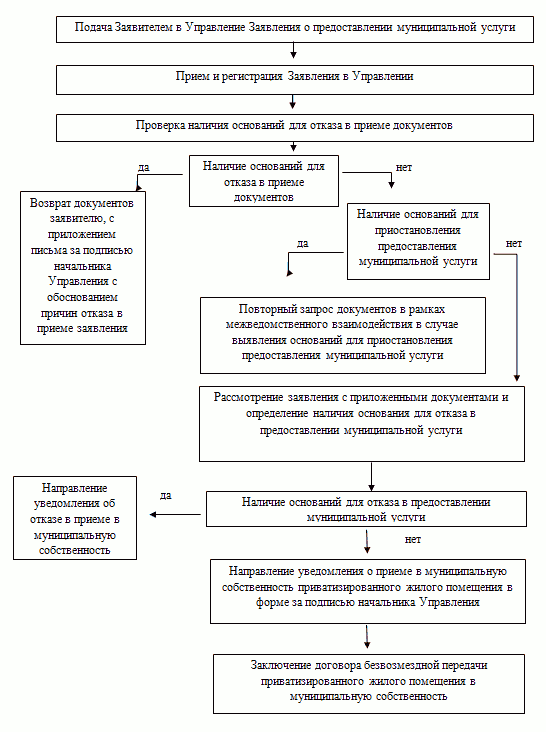 Подача Заявителем в Управление Заявления о предоставлении муниципальной услуги
Прием и регистрация Заявления в Управлении
Проверка наличия оснований для отказа в приеме документов
да
Наличие оснований для
отказа в приеме
документов
нет
Возврат документов
заявителю, с
приложением
письма за подписью
начальника
Управления с
обоснованием
причин отказа в
приеме заявления
Наличие оснований для
приостановления
предоставления
муниципальной услуги
да
нет
Повторный запрос документов в рамках
межведомственного взаимодействия в случае
выявления оснований для приостановления
предоставления муниципальной услуги
Рассмотрение заявления с приложенными документами и
определение наличия основания для отказа в
предоставлении муниципальной услуги
Направление
уведомления об
отказе в приеме в
муниципальную
собственность
да
Наличие оснований для отказа в предоставлении
муниципальной услуги
нет
Направление уведомления о приеме в муниципальную
собственность приватизированного жилого помещения в
форме за подписью начальника Управления
Заключение договора безвозмездной передачи
приватизированного жилого помещения в
муниципальную собственность